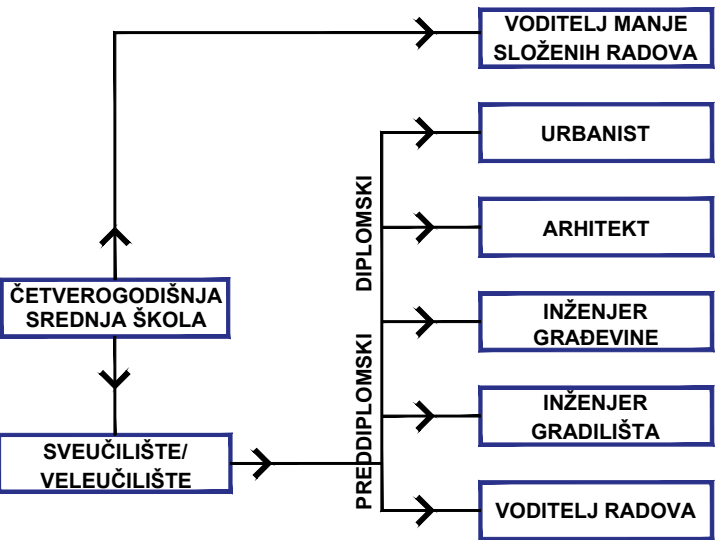 VODITELJ MANJE
SLOŽENIH RADOVA
URBANIST
DIPLOMSKI
ARHITEKT
ČETVEROGODIŠNJA
SREDNJA ŠKOLA
INŽENJER
GRAĐEVINE
PREDDIPLOMSKI
INŽENJER
GRADILIŠTA
SVEUČILIŠTE/
VELEUČILIŠTE
VODITELJ RADOVA